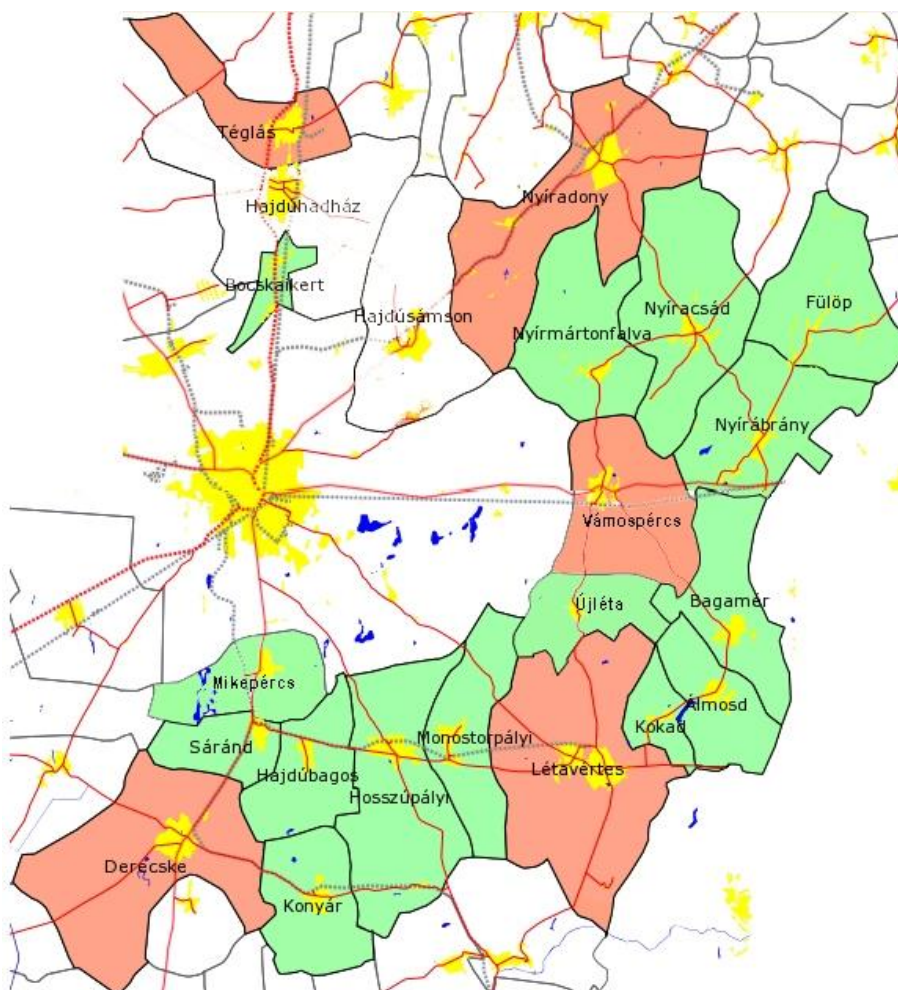 Téglás
Nyíradony
Hajdúhadház
Bocskaikert
Fülöp
Nyíracsád
Hajdúsámson
Nyírmártonfalva
Nyírábrány
Vámospércs
Újléta
Bagamér
Mikepércs
Álmosd
Kokad
Monostorpályi
Sáránd
Létavértes
Hajdúbagos
Hosszúpályi
Derecske
Konyár